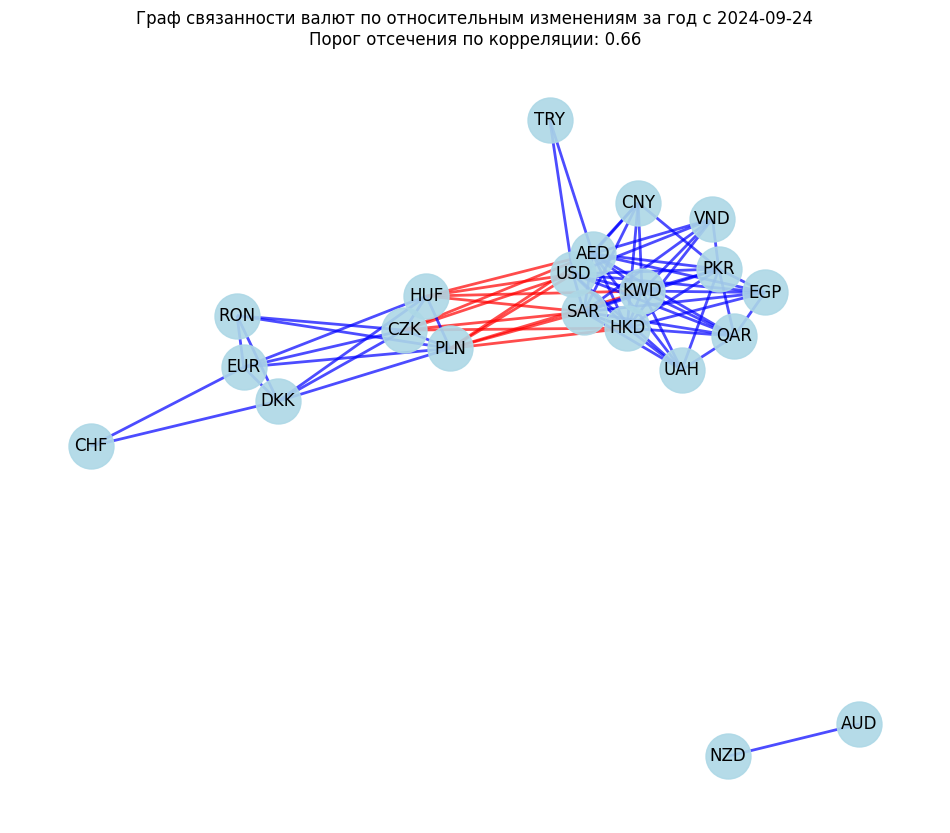 Граф связанности валют по относительным изменениям за год с 2024-09-24
Порог отсечения по корреляции: 0.66
TRY
CNY
VND
AED
USD
PKR
KWD
EGP
HUF
SAR
RON
CZK
HKD
QAR
PLN
EUR
UAH
DKK
CHF
AUD
NZD